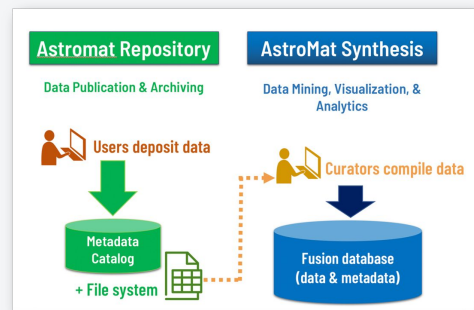 Astromat Repository
Data Publication & Archiving
Users deposit data
Metadata
Catalog
+ File system
AstroMat Synthesis
Data Mining, Visualization, &
Analytics
Curators compile data
Fusion database
(data & metadata)